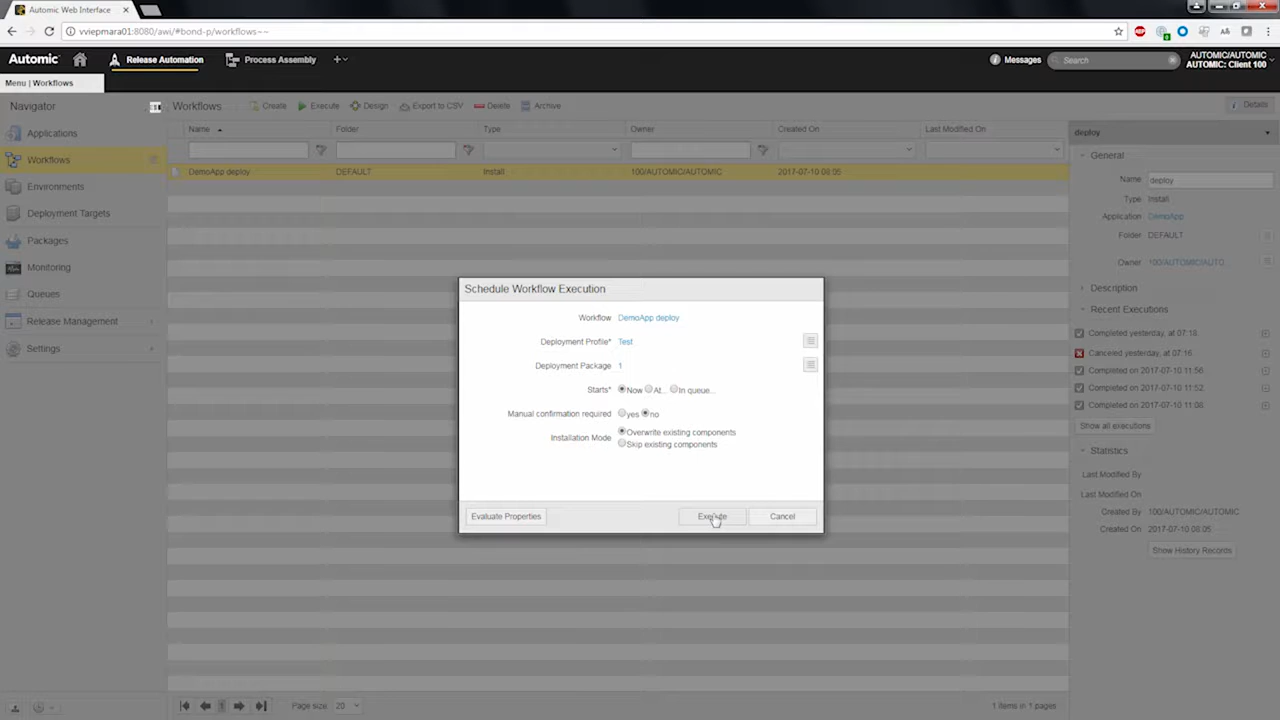 Automic Web Interface
vviepmara01:8080/awi/#bond-p/workflows~~
Automic
Release Automation
Process Assembly
Messages
Search
AUTOMIC/AUTOMIC
AUTOMIC: Client 100
Menu | Workflows
Navigator
Applications
Workflows
Environments
Deployment Targets
Packages
Monitoring
Queues
Release Management
Settings
Workflows
Create
Execute
Design
Export to CSV
Delete
Archive
Details
Name
Folder
Type
Owner
Created On
Last Modified On
DemoApp deploy
DEFAULT
Install
100/AUTOMIC/AUTOMIC
2017-07-10 08:05
Schedule Workflow Execution
Workflow DemoApp deploy
Deployment Profile* Test
Deployment Package 1
Starts* Now At... In queue...
Manual confirmation required yes no
Installation Mode Overwrite existing components
Skip existing components
Evaluate Properties
Execute
Cancel
deploy
General
Name deploy
Type Install
Application DemoApp
Folder DEFAULT
Owner 100/AUTOMIC/AUTO...
Description
Recent Executions
Completed yesterday, at 07:18.
Canceled yesterday, at 07:16.
Completed on 2017-07-10 11:56.
Completed on 2017-07-10 11:52.
Completed on 2017-07-10 11:08.
Show all executions
Statistics
Last Modified By
Last Modified On
Created By 100/AUTOMIC/AUTOMIC
Created On 2017-07-10 08:05
Show History Records
1
Page size: 20
1 items in 1 pages